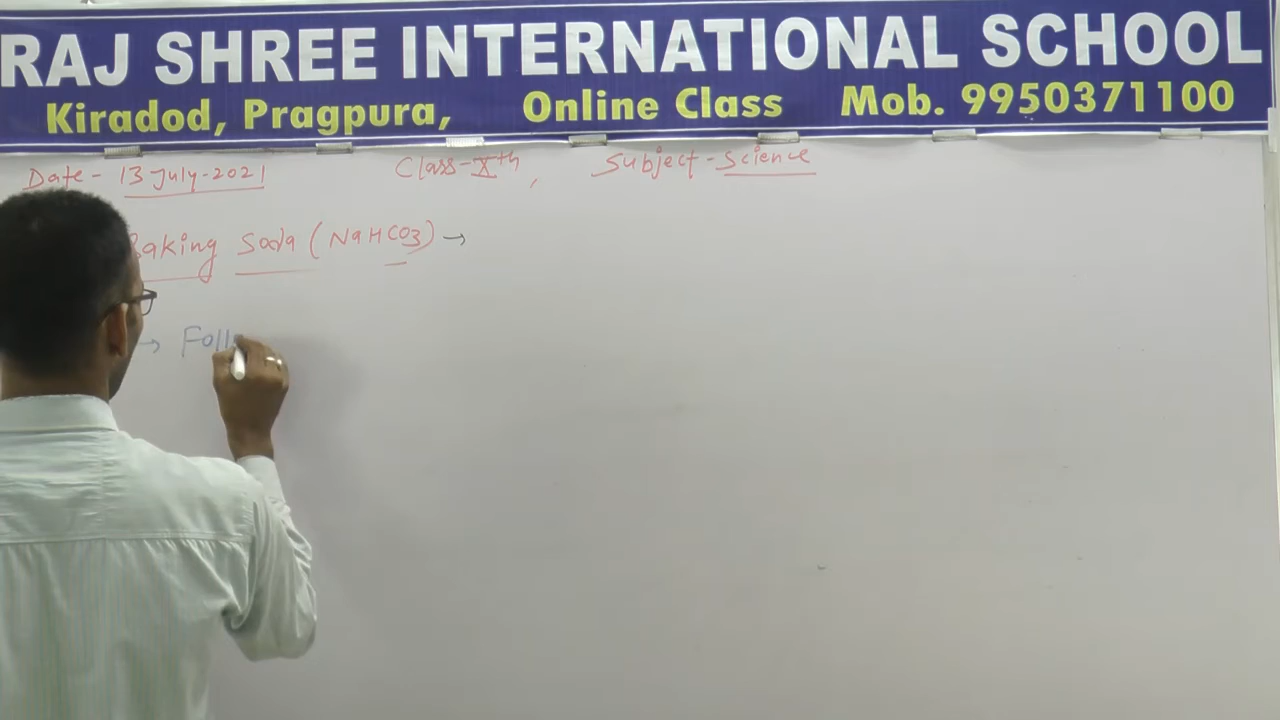 RAJ SHREE INTERNATIONAL SCHOOL
Kiradod, Pragpura, Online Class Mob. 9950371100
Date - 13 July-2021 Class-Xth, Subject-Science
Baking Soda (NaHCO3) →
→ Foll